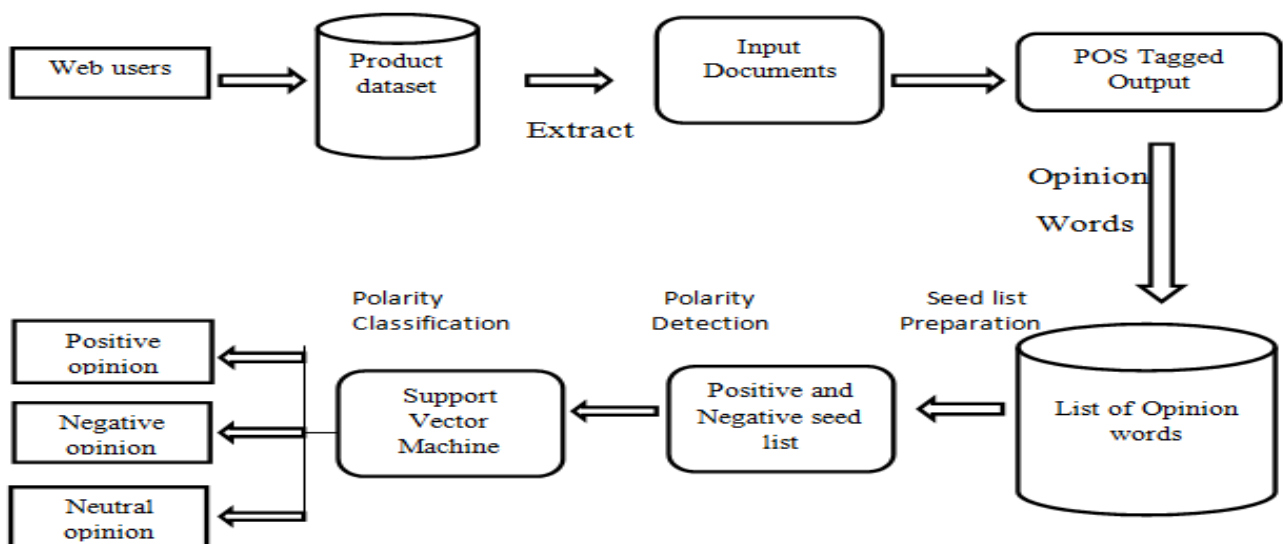 Web users
Product
dataset
Extract
Input
Documents
POS Tagged
Output
Opinion
Words
Seed list
Preparation
List of Opinion
words
Polarity
Detection
Positive and
Negative seed
list
Polarity
Classification
Support
Vector
Machine
Positive
opinion
Negative
opinion
Neutral
opinion